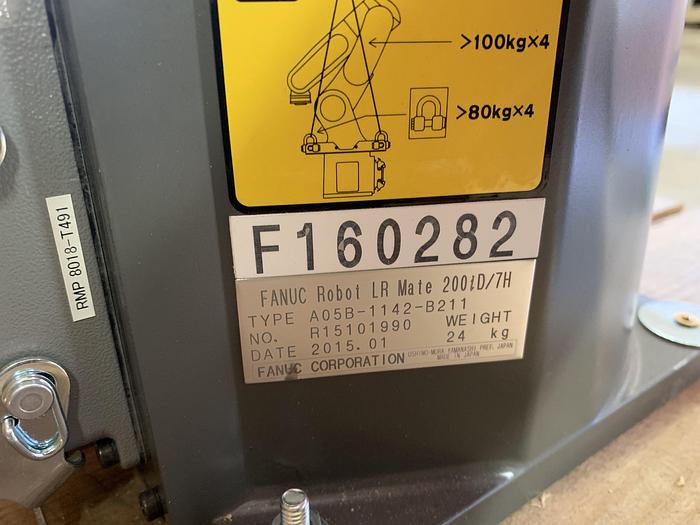 >100kg×4
>80kg×4
RMP 8018-T491
F160282
FANUC Robot LR Mate 200iD/7H
TYPE A05B-1142-B211
NO. R15101990 WEIGHT
DATE 2015.01 24 kg
FANUC CORPORATION OSHINO-MURA YAMANASHI PREF. JAPAN
MADE IN JAPAN